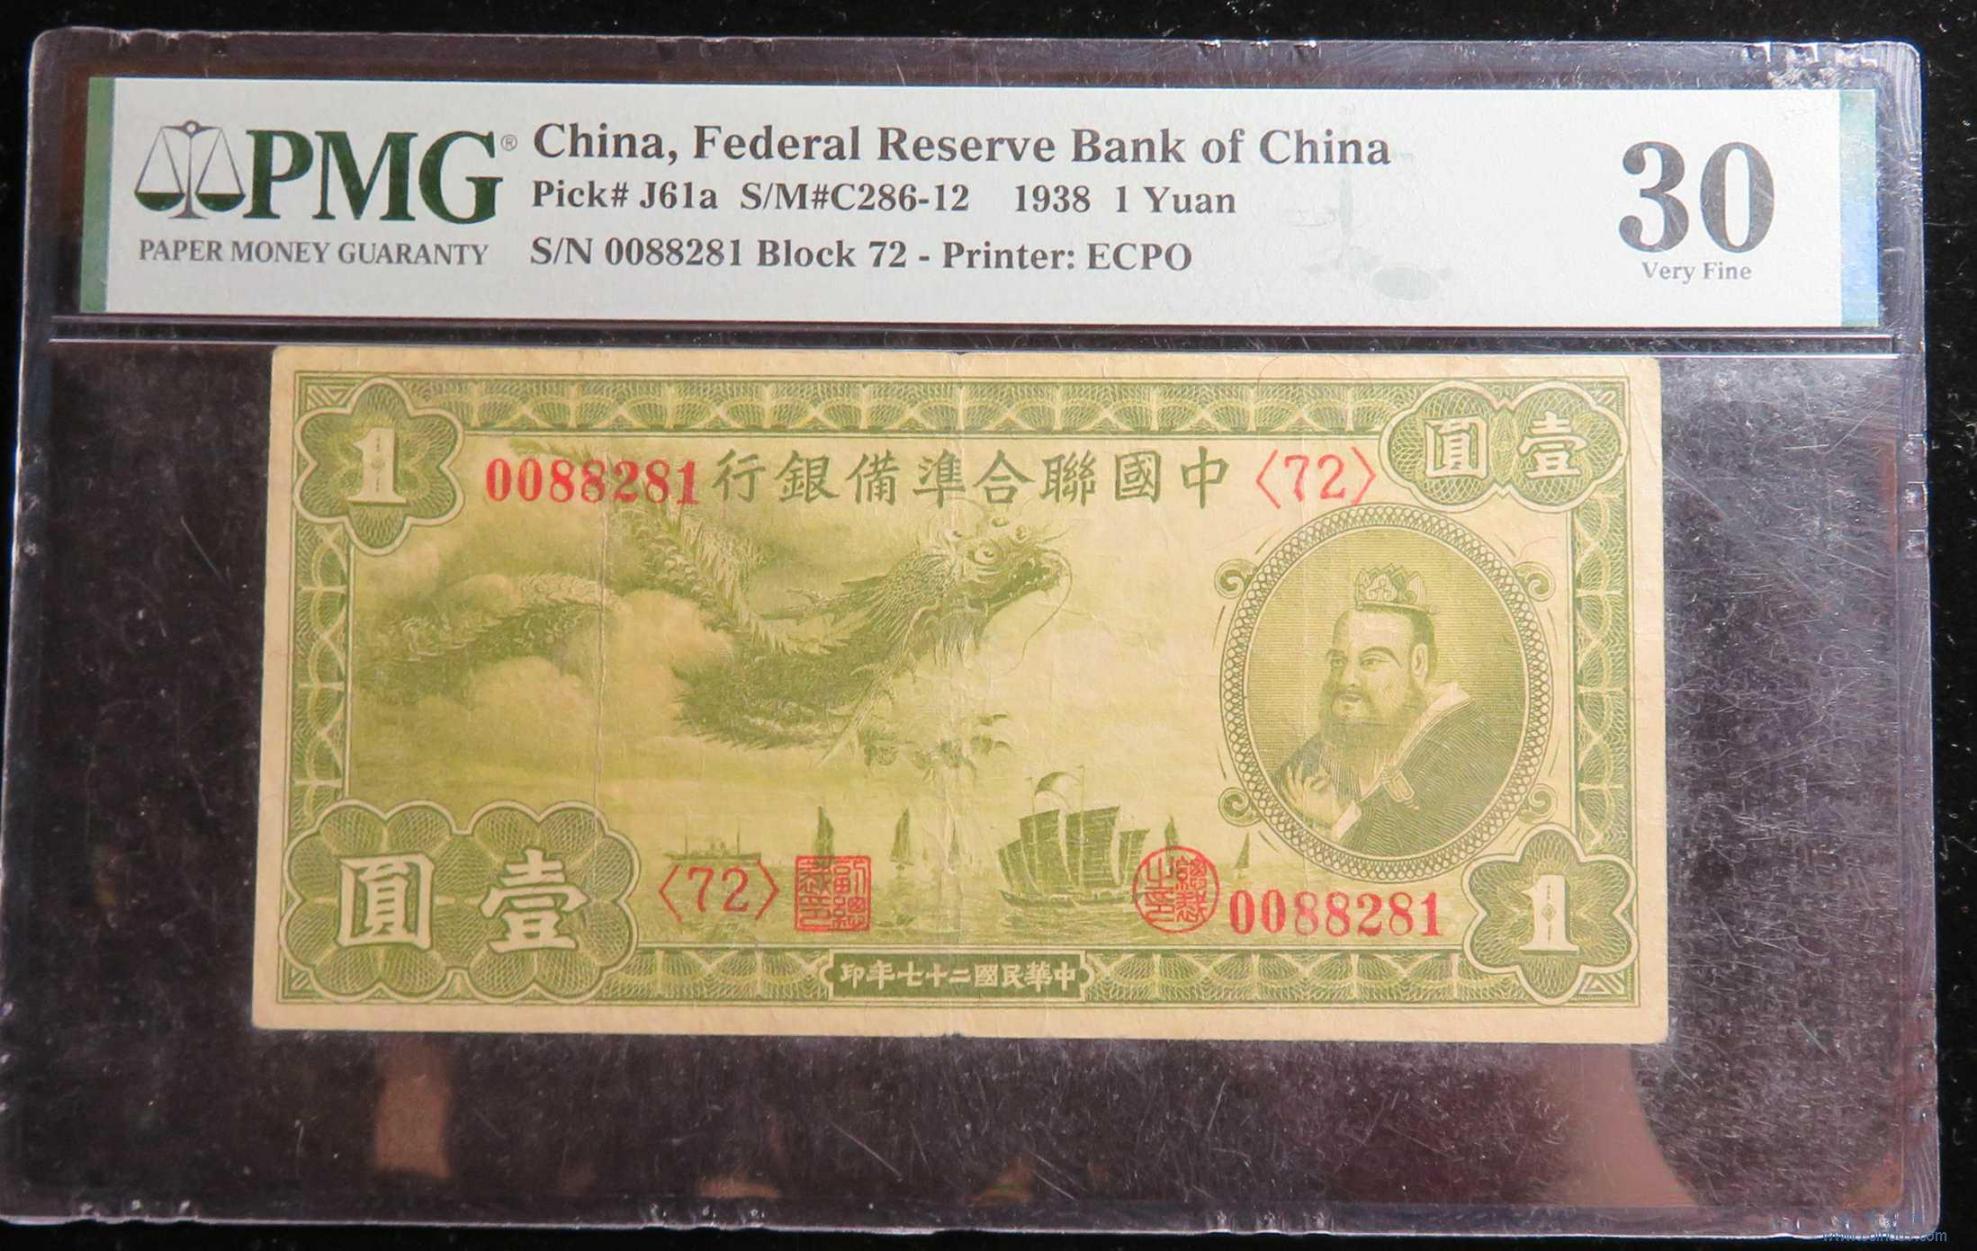 PMG®
PAPER MONEY GUARANTY
China, Federal Reserve Bank of China
Pick# J61a S/M#C286-12 1938 1 Yuan
S/N 0088281 Block 72 - Printer: ECPO
30
Very Fine
1
0088281
行銀備準合聯國中
〈72〉
圓壹
圓壹
〈72〉
0088281
1
印年七十二國民華中